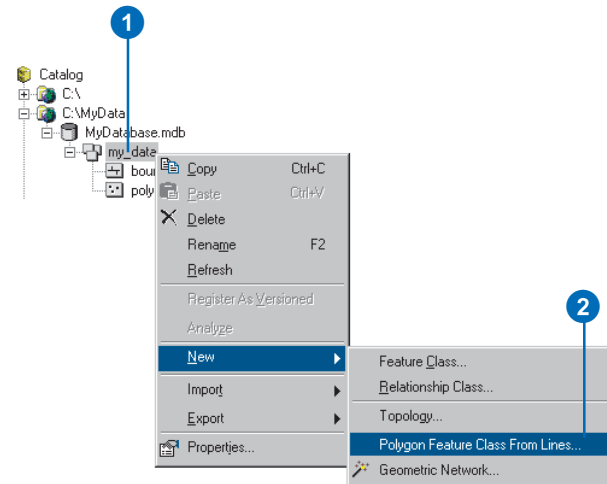 1
Catalog
C:\
C:\MyData
MyDatabase.mdb
my_data
bour
poly
Copy Ctrl+C
Paste Ctrl+V
Delete
Rename F2
Refresh
Register As Versioned
Analyze
New
Import
Export
Properties...
2
Feature Class...
Relationship Class...
Topology...
Polygon Feature Class From Lines...
Geometric Network...